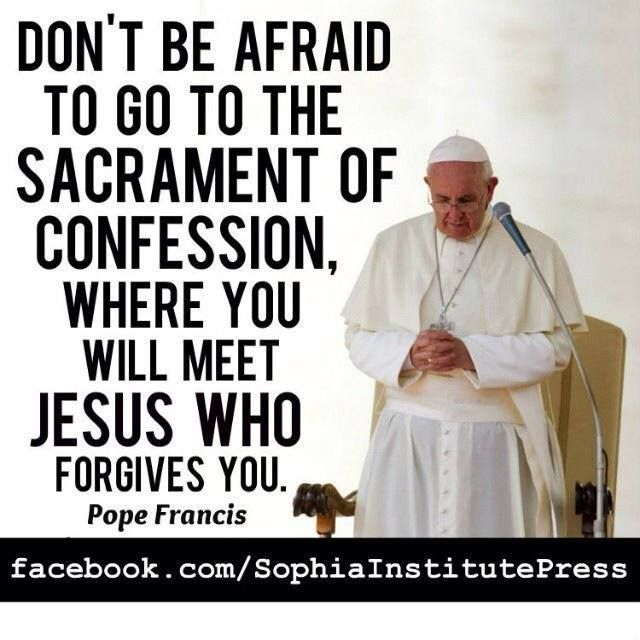 DON'T BE AFRAID
TO GO TO THE
SACRAMENT OF
CONFESSION,
WHERE YOU
WILL MEET
JESUS WHO
FORGIVES YOU.
Pope Francis
facebook.com/SophiaInstitutePress